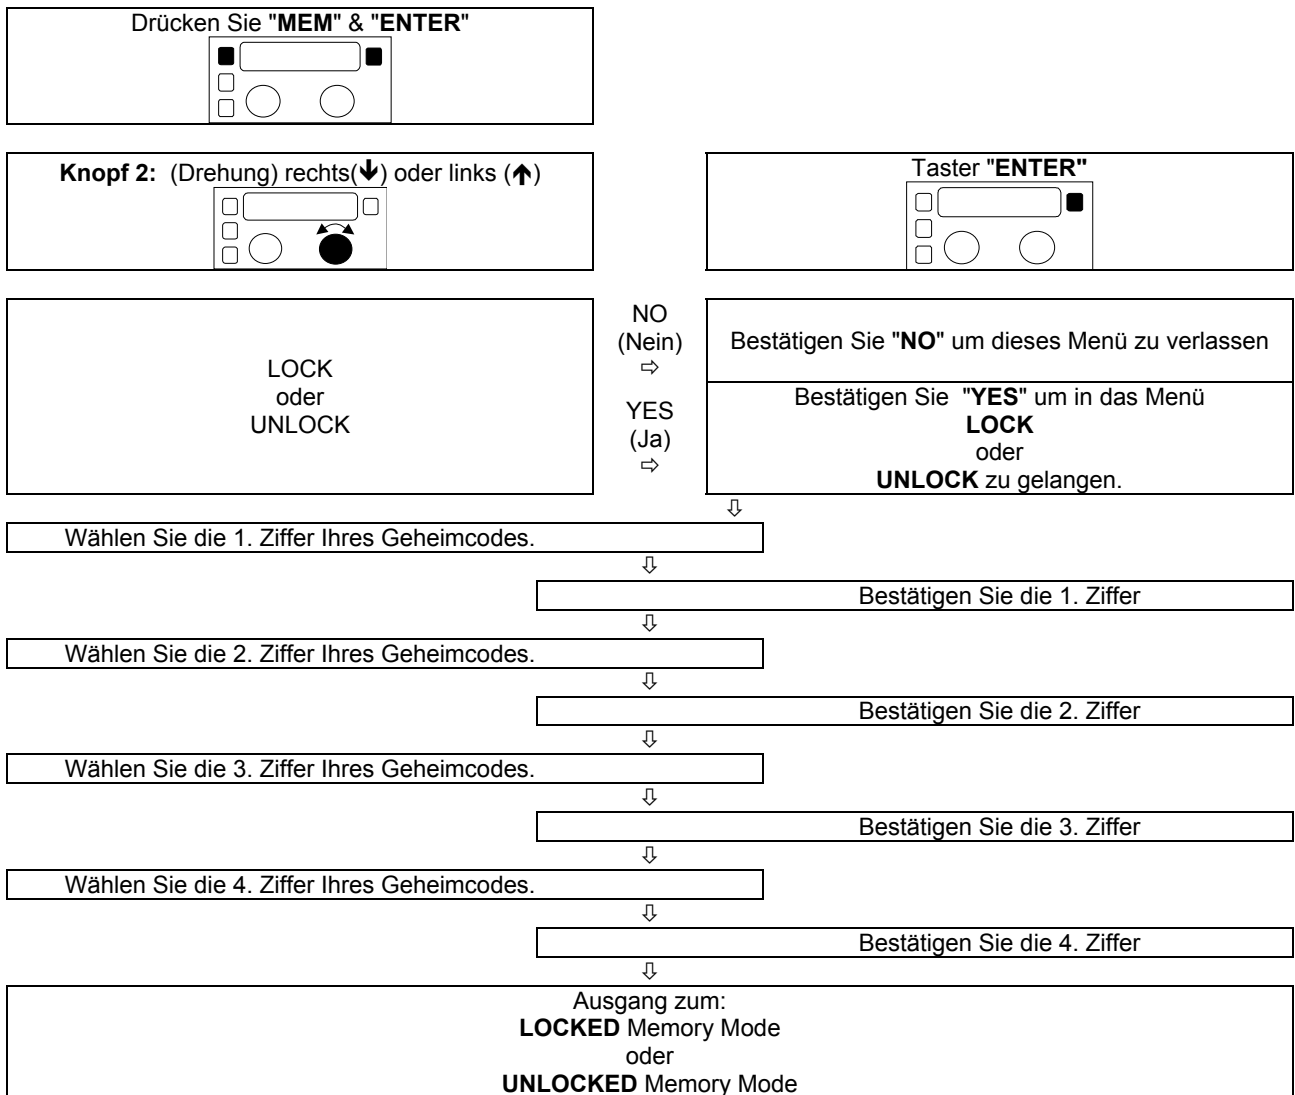 Drücken Sie "MEM" & "ENTER"
Knopf 2: (Drehung) rechts(🡻) oder links (🡹)
Taster "ENTER"
LOCK
oder
UNLOCK
NO
(Nein)
⇨
YES
(Ja)
⇨
Bestätigen Sie "NO" um dieses Menü zu verlassen
Bestätigen Sie "YES" um in das Menü
LOCK
oder
UNLOCK zu gelangen.
⇩
Wählen Sie die 1. Ziffer Ihres Geheimcodes.
⇩
Bestätigen Sie die 1. Ziffer
⇩
Wählen Sie die 2. Ziffer Ihres Geheimcodes.
⇩
Bestätigen Sie die 2. Ziffer
⇩
Wählen Sie die 3. Ziffer Ihres Geheimcodes.
⇩
Bestätigen Sie die 3. Ziffer
⇩
Wählen Sie die 4. Ziffer Ihres Geheimcodes.
⇩
Bestätigen Sie die 4. Ziffer
⇩
Ausgang zum:
LOCKED Memory Mode
oder
UNLOCKED Memory Mode